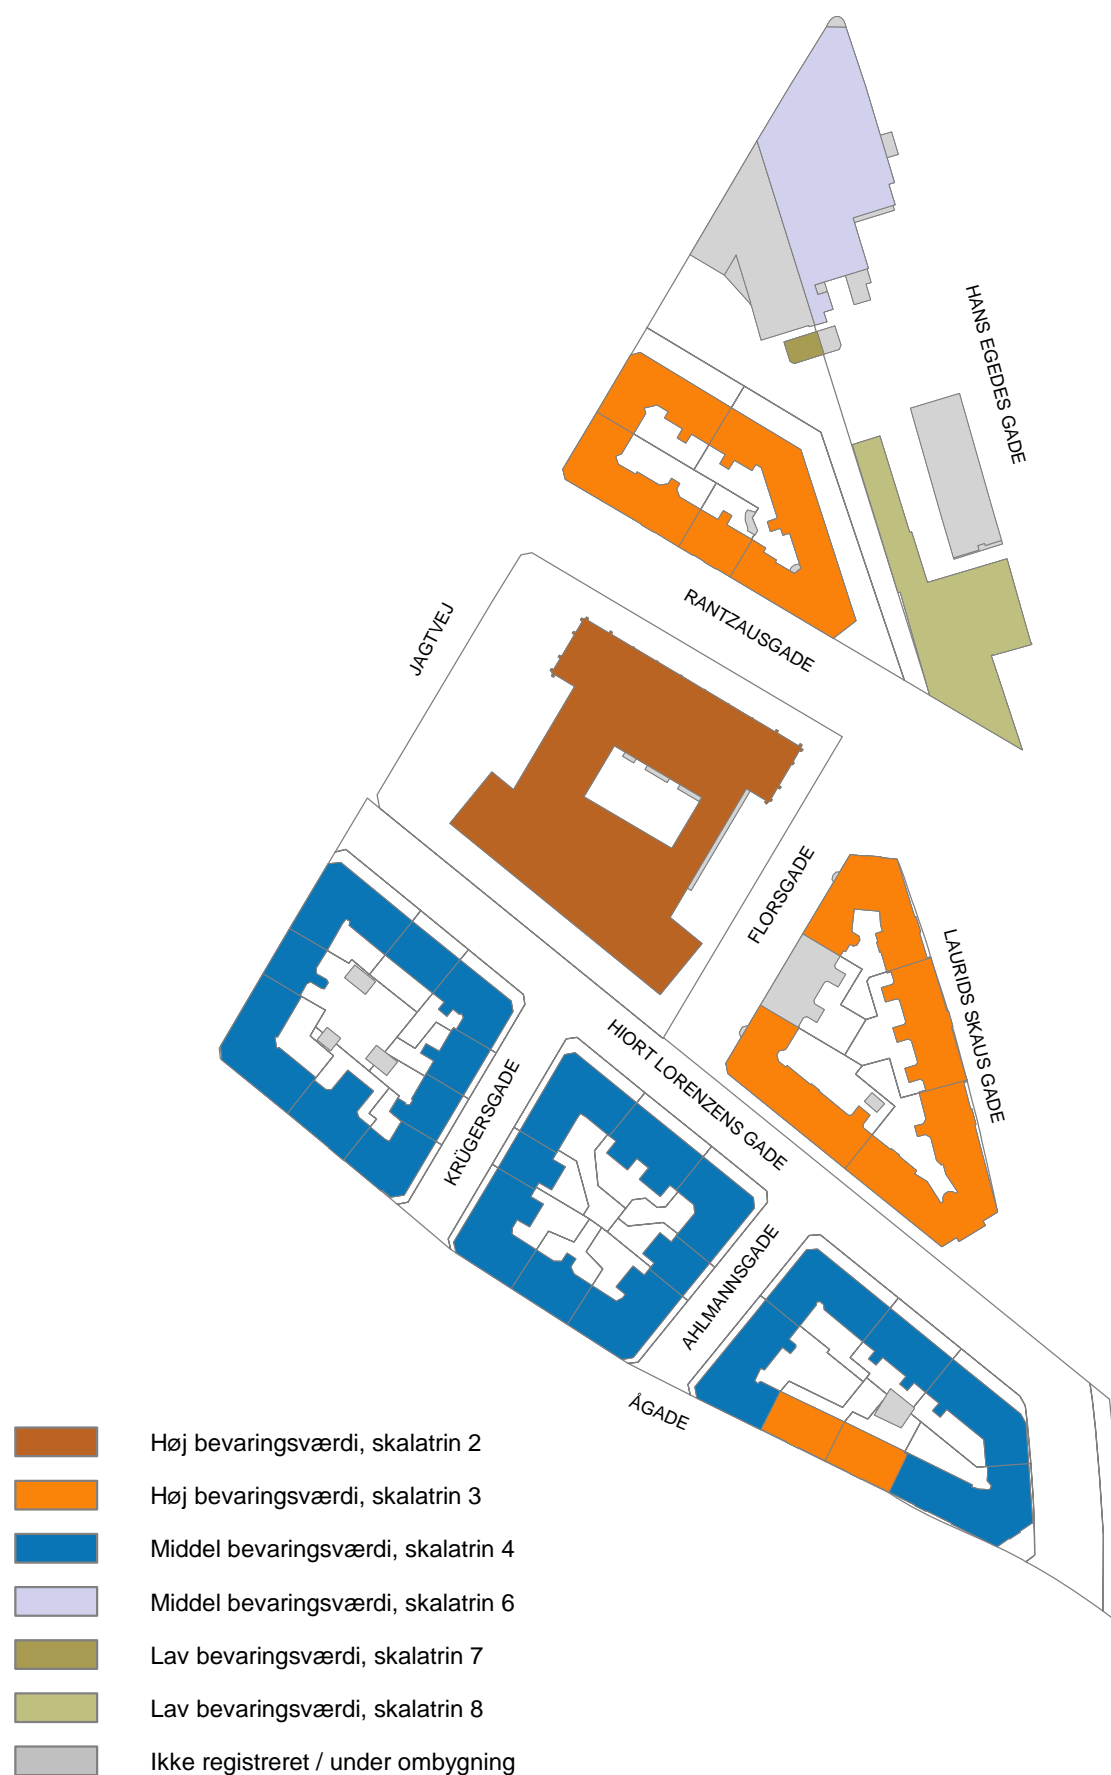 HANS EGEDES GADE
RANTZAUSGADE
JAGTVEJ
FLORSGADE
LAURIDS SKAUS GADE
HIORT LORENZENS GADE
KRÜGERSGADE
AHLMANNSGADE
ÅGADE
Høj bevaringsværdi, skalatrin 2
Høj bevaringsværdi, skalatrin 3
Middel bevaringsværdi, skalatrin 4
Middel bevaringsværdi, skalatrin 6
Lav bevaringsværdi, skalatrin 7
Lav bevaringsværdi, skalatrin 8
Ikke registreret / under ombygning